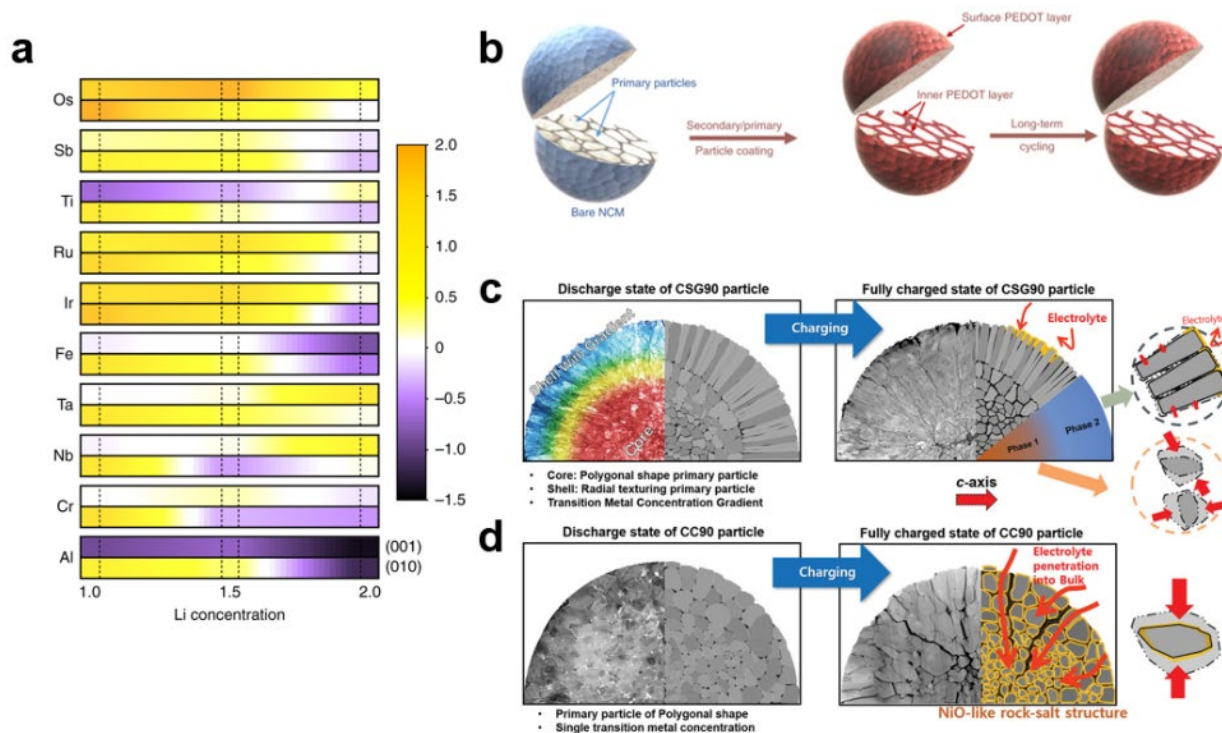 a
Os
Sb
Ti
Ru
Ir
Fe
Ta
Nb
Cr
Al
(001)
(010)
1.0
1.5
2.0
Li concentration
2.0
1.5
1.0
0.5
0
−0.5
−1.0
−1.5
b
Primary particles
Bare NCM
Secondary/primary
Particle coating
Surface PEDOT layer
Inner PEDOT layer
Long-term
cycling
c
Discharge state of CSG90 particle
Shell with Gradient
Core
• Core: Polygonal shape primary particle
• Shell: Radial texturing primary particle
• Transition Metal Concentration Gradient
Charging
Fully charged state of CSG90 particle
Electrolyte
Phase 1
Phase 2
Electrolyte
c-axis
d
Discharge state of CC90 particle
• Primary particle of Polygonal shape
• Single transition metal concentration
Charging
Fully charged state of CC90 particle
Electrolyte
penetration
into Bulk
NiO-like rock-salt structure